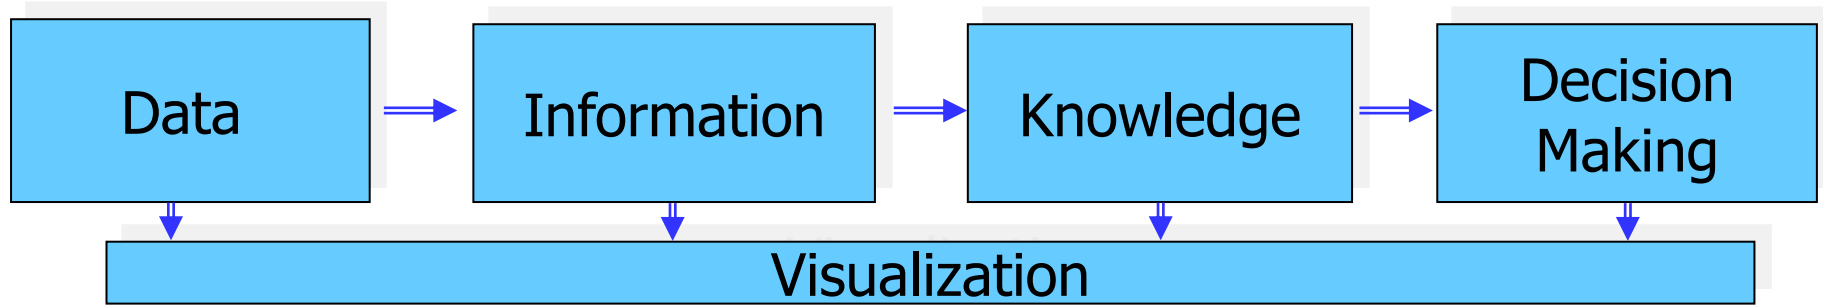 Data
Information
Knowledge
Decision
Making
Visualization